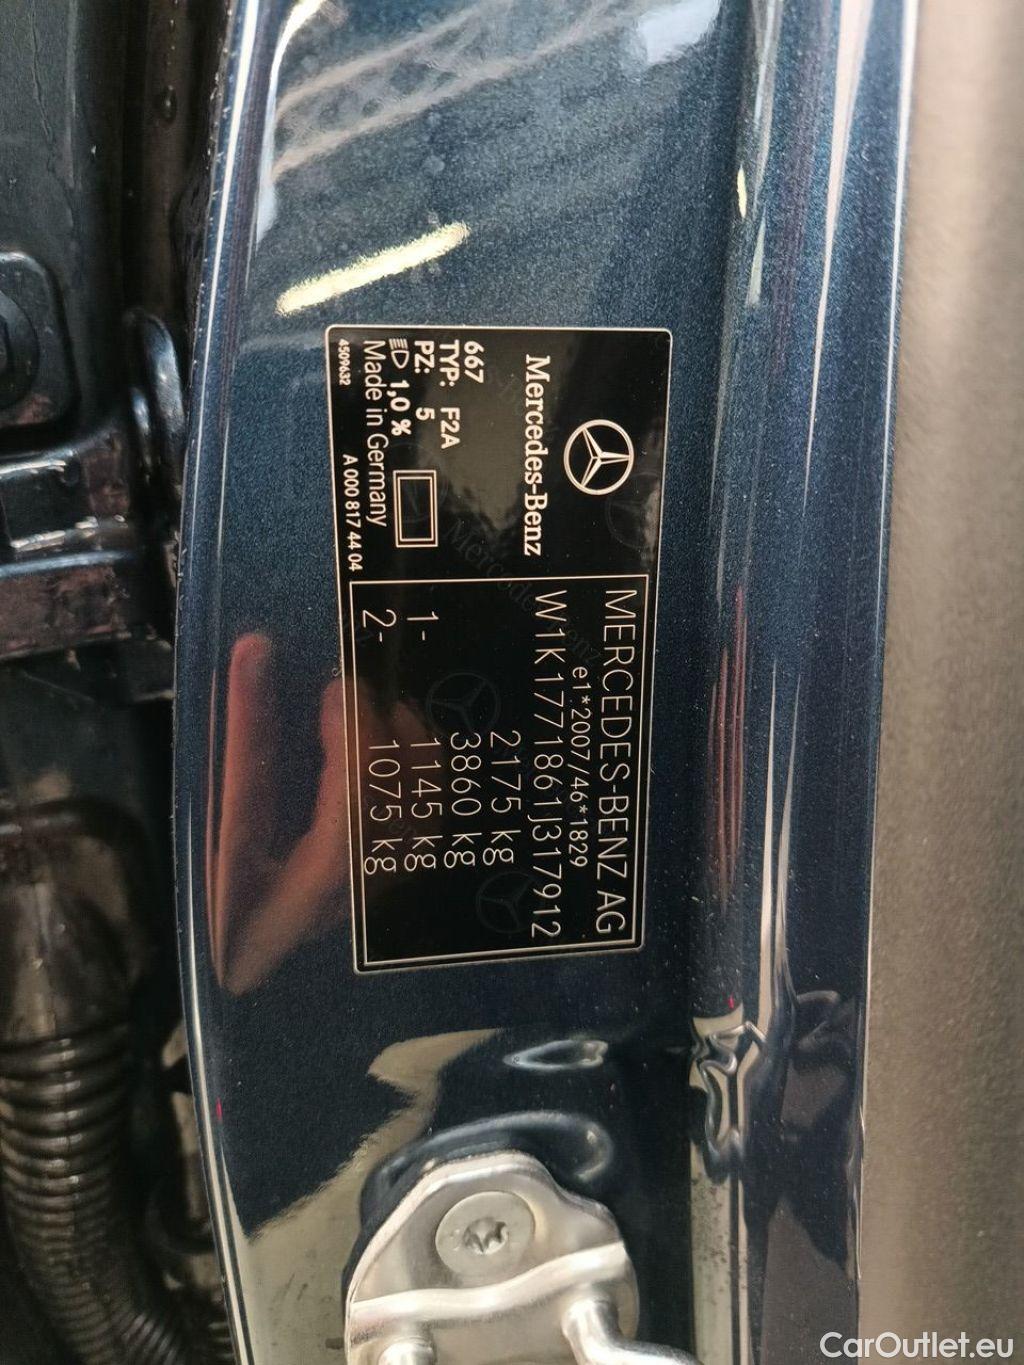 Mercedes-Benz
667
TYP: F2A
PZ: 5
1,0 %
Made in Germany
4509632
A 000 817 44 04
MERCEDES-BENZ AG
e1*2007/46*1829
W1K1771861J317912
2175 kg
3860 kg
1- 1145 kg
2- 1075 kg
CarOutlet.eu